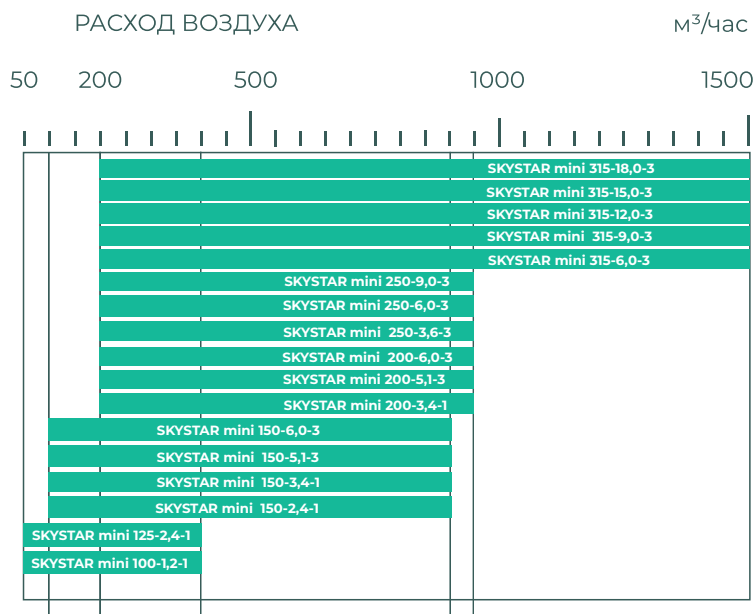 РАСХОД ВОЗДУХА м³/час
50 200 500 1000 1500
SKYSTAR mini 315-18,0-3
SKYSTAR mini 315-15,0-3
SKYSTAR mini 315-12,0-3
SKYSTAR mini 315-9,0-3
SKYSTAR mini 315-6,0-3
SKYSTAR mini 250-9,0-3
SKYSTAR mini 250-6,0-3
SKYSTAR mini 250-3,6-3
SKYSTAR mini 200-6,0-3
SKYSTAR mini 200-5,1-3
SKYSTAR mini 200-3,4-1
SKYSTAR mini 150-6,0-3
SKYSTAR mini 150-5,1-3
SKYSTAR mini 150-3,4-1
SKYSTAR mini 150-2,4-1
SKYSTAR mini 125-2,4-1
SKYSTAR mini 100-1,2-1